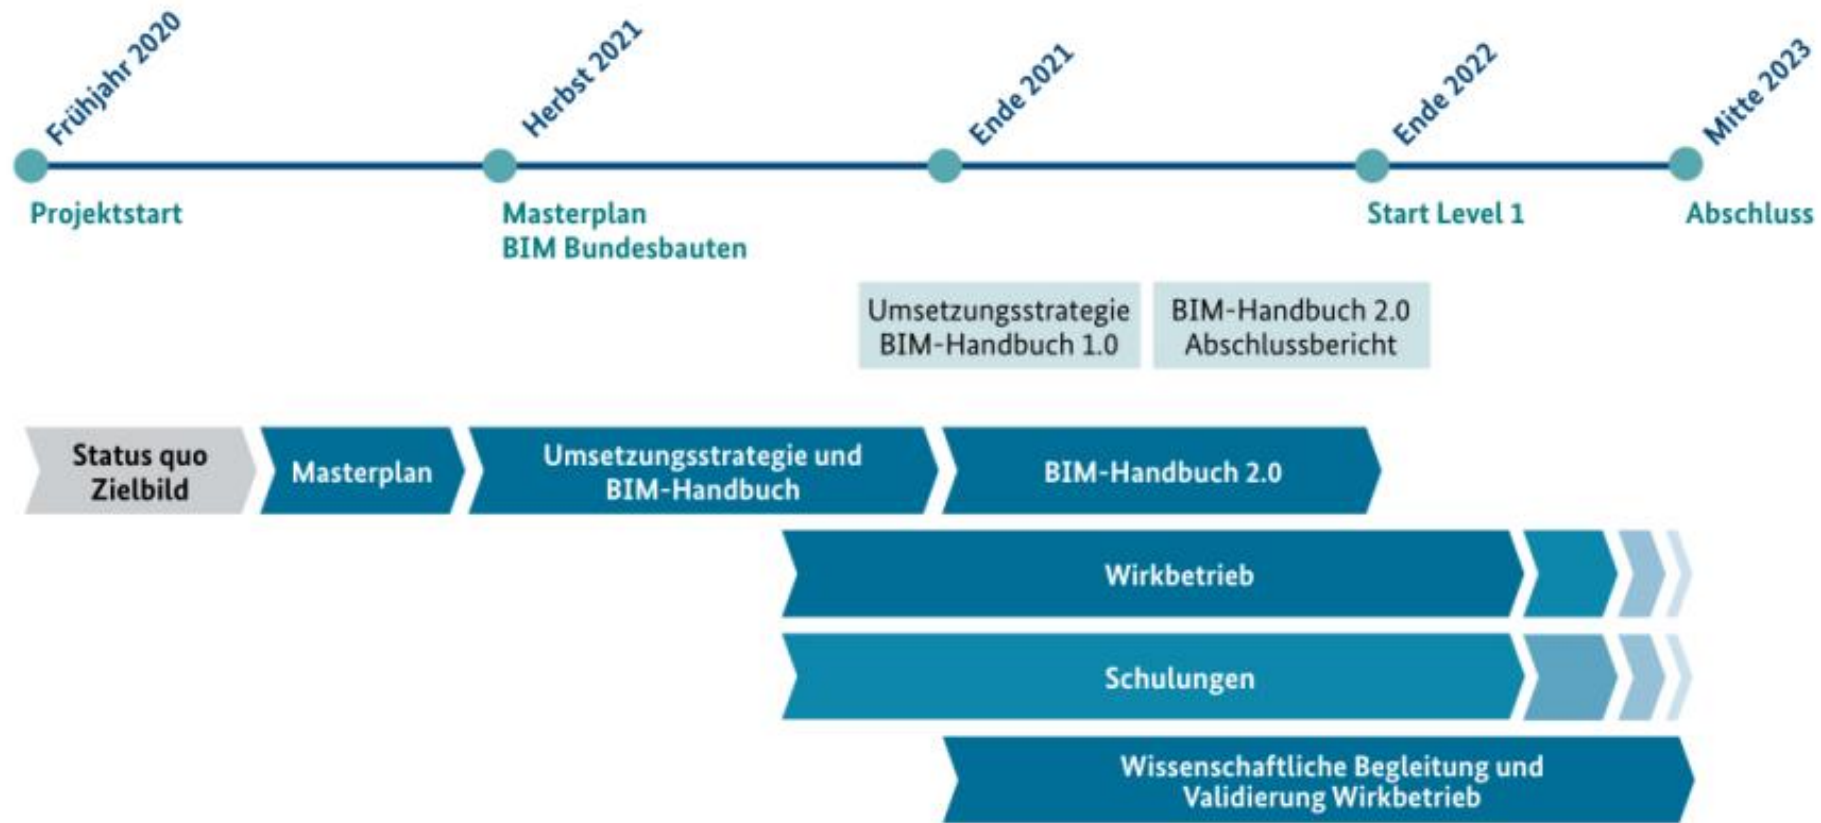 Frühjahr 2020
Herbst 2021
Ende 2021
Ende 2022
Mitte 2023
Projektstart
Masterplan
BIM Bundesbauten
Start Level 1
Abschluss
Umsetzungsstrategie
BIM-Handbuch 1.0
BIM-Handbuch 2.0
Abschlussbericht
Status quo
Zielbild
Masterplan
Umsetzungsstrategie und
BIM-Handbuch
BIM-Handbuch 2.0
Wirkbetrieb
Schulungen
Wissenschaftliche Begleitung und
Validierung Wirkbetrieb